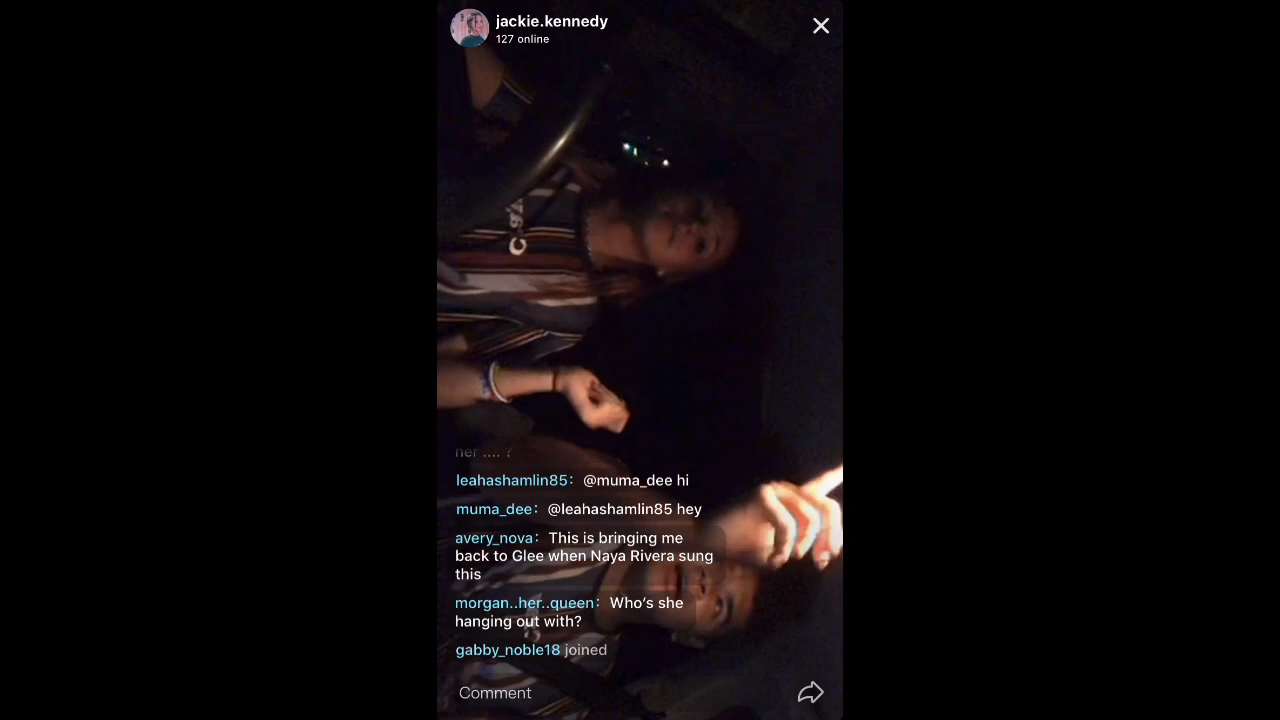 jackie.kennedy
127 online
her .... ?
leahashamlin85: @muma_dee hi
muma_dee: @leahashamlin85 hey
avery_nova: This is bringing me
back to Glee when Naya Rivera sung
this
morgan..her..queen: Who's she
hanging out with?
gabby_noble18 joined
Comment